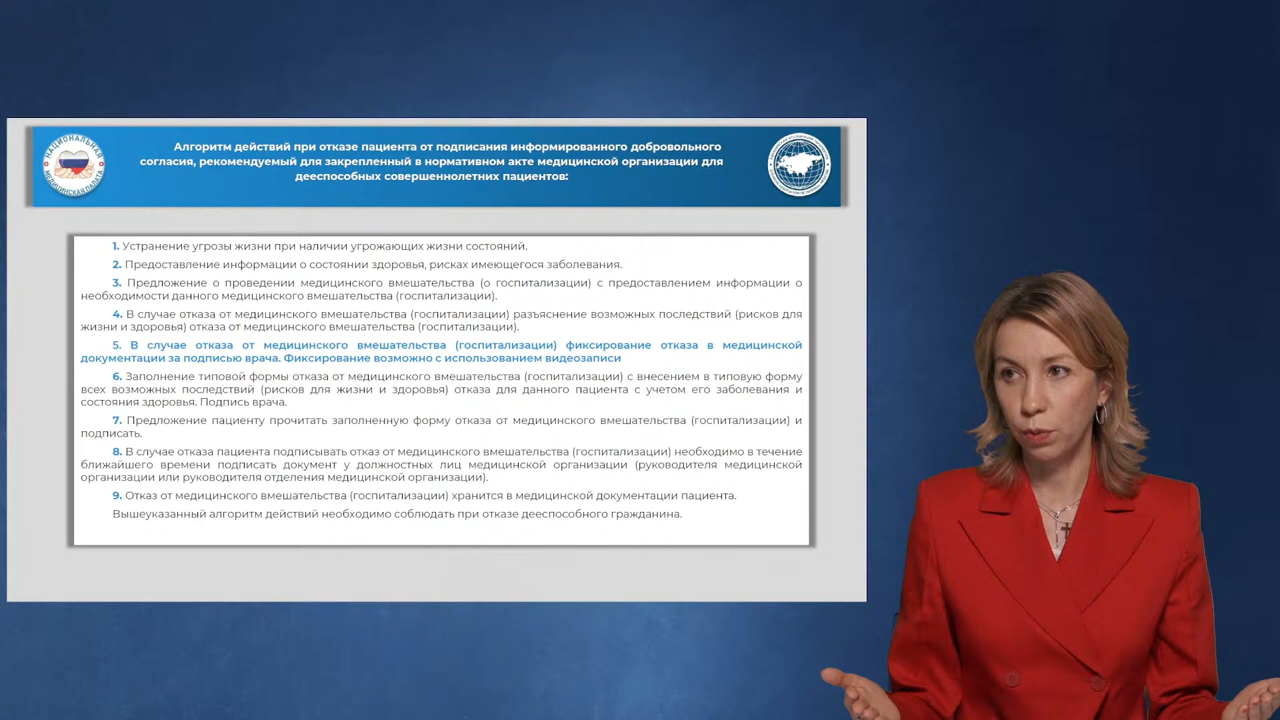 Алгоритм действий при отказе пациента от подписания информированного добровольного
согласия, рекомендуемый для закрепленный в нормативном акте медицинской организации для
дееспособных совершеннолетних пациентов:
НАЦИОНАЛЬНАЯ
МЕДИЦИНСКАЯ ПАЛАТА
1. Устранение угрозы жизни при наличии угрожающих жизни состояний.
2. Предоставление информации о состоянии здоровья, рисках имеющегося заболевания.
3. Предложение о проведении медицинского вмешательства (о госпитализации) с предоставлением информации о
необходимости данного медицинского вмешательства (госпитализации).
4. В случае отказа от медицинского вмешательства (госпитализации) разъяснение возможных последствий (рисков для
жизни и здоровья) отказа от медицинского вмешательства (госпитализации).
5. В случае отказа от медицинского вмешательства (госпитализации) фиксирование отказа в медицинской
документации за подписью врача. Фиксирование возможно с использованием видеозаписи
6. Заполнение типовой формы отказа от медицинского вмешательства (госпитализации) с внесением в типовую форму
всех возможных последствий (рисков для жизни и здоровья) отказа для данного пациента с учетом его заболевания и
состояния здоровья. Подпись врача.
7. Предложение пациенту прочитать заполненную форму отказа от медицинского вмешательства (госпитализации) и
подписать.
8. В случае отказа пациента подписывать отказ от медицинского вмешательства (госпитализации) необходимо в течение
ближайшего времени подписать документ у должностных лиц медицинской организации (руководителя медицинской
организации или руководителя отделения медицинской организации).
9. Отказ от медицинского вмешательства (госпитализации) хранится в медицинской документации пациента.
Вышеуказанный алгоритм действий необходимо соблюдать при отказе дееспособного гражданина.